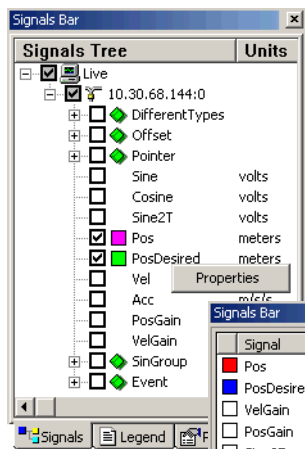 Signals Bar
Signals Tree Units
Live
10.30.68.144:0
DifferentTypes
Offset
Pointer
Sine volts
Cosine volts
Sine2T volts
Pos meters
PosDesired meters
Vel
Properties
Acc m/s/s
PosGain
VelGain
SinGroup
Event
Signals Legend
Signals Bar
Signal
Pos
PosDesire
VelGain
PosGain